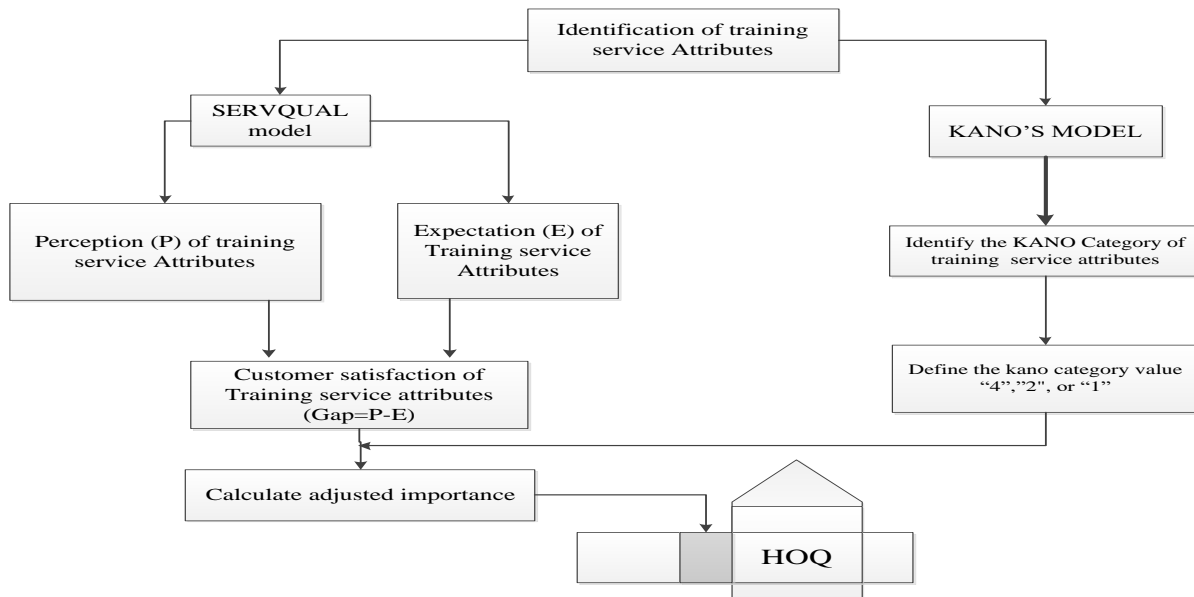 Identification of training
service Attributes
SERVQUAL
model
KANO’S MODEL
Perception (P) of training
service Attributes
Expectation (E) of
Training service
Attributes
Identify the KANO Category of
training service attributes
Customer satisfaction of
Training service attributes
(Gap=P-E)
Define the kano category value
“4”,”2", or “1”
Calculate adjusted importance
HOQ